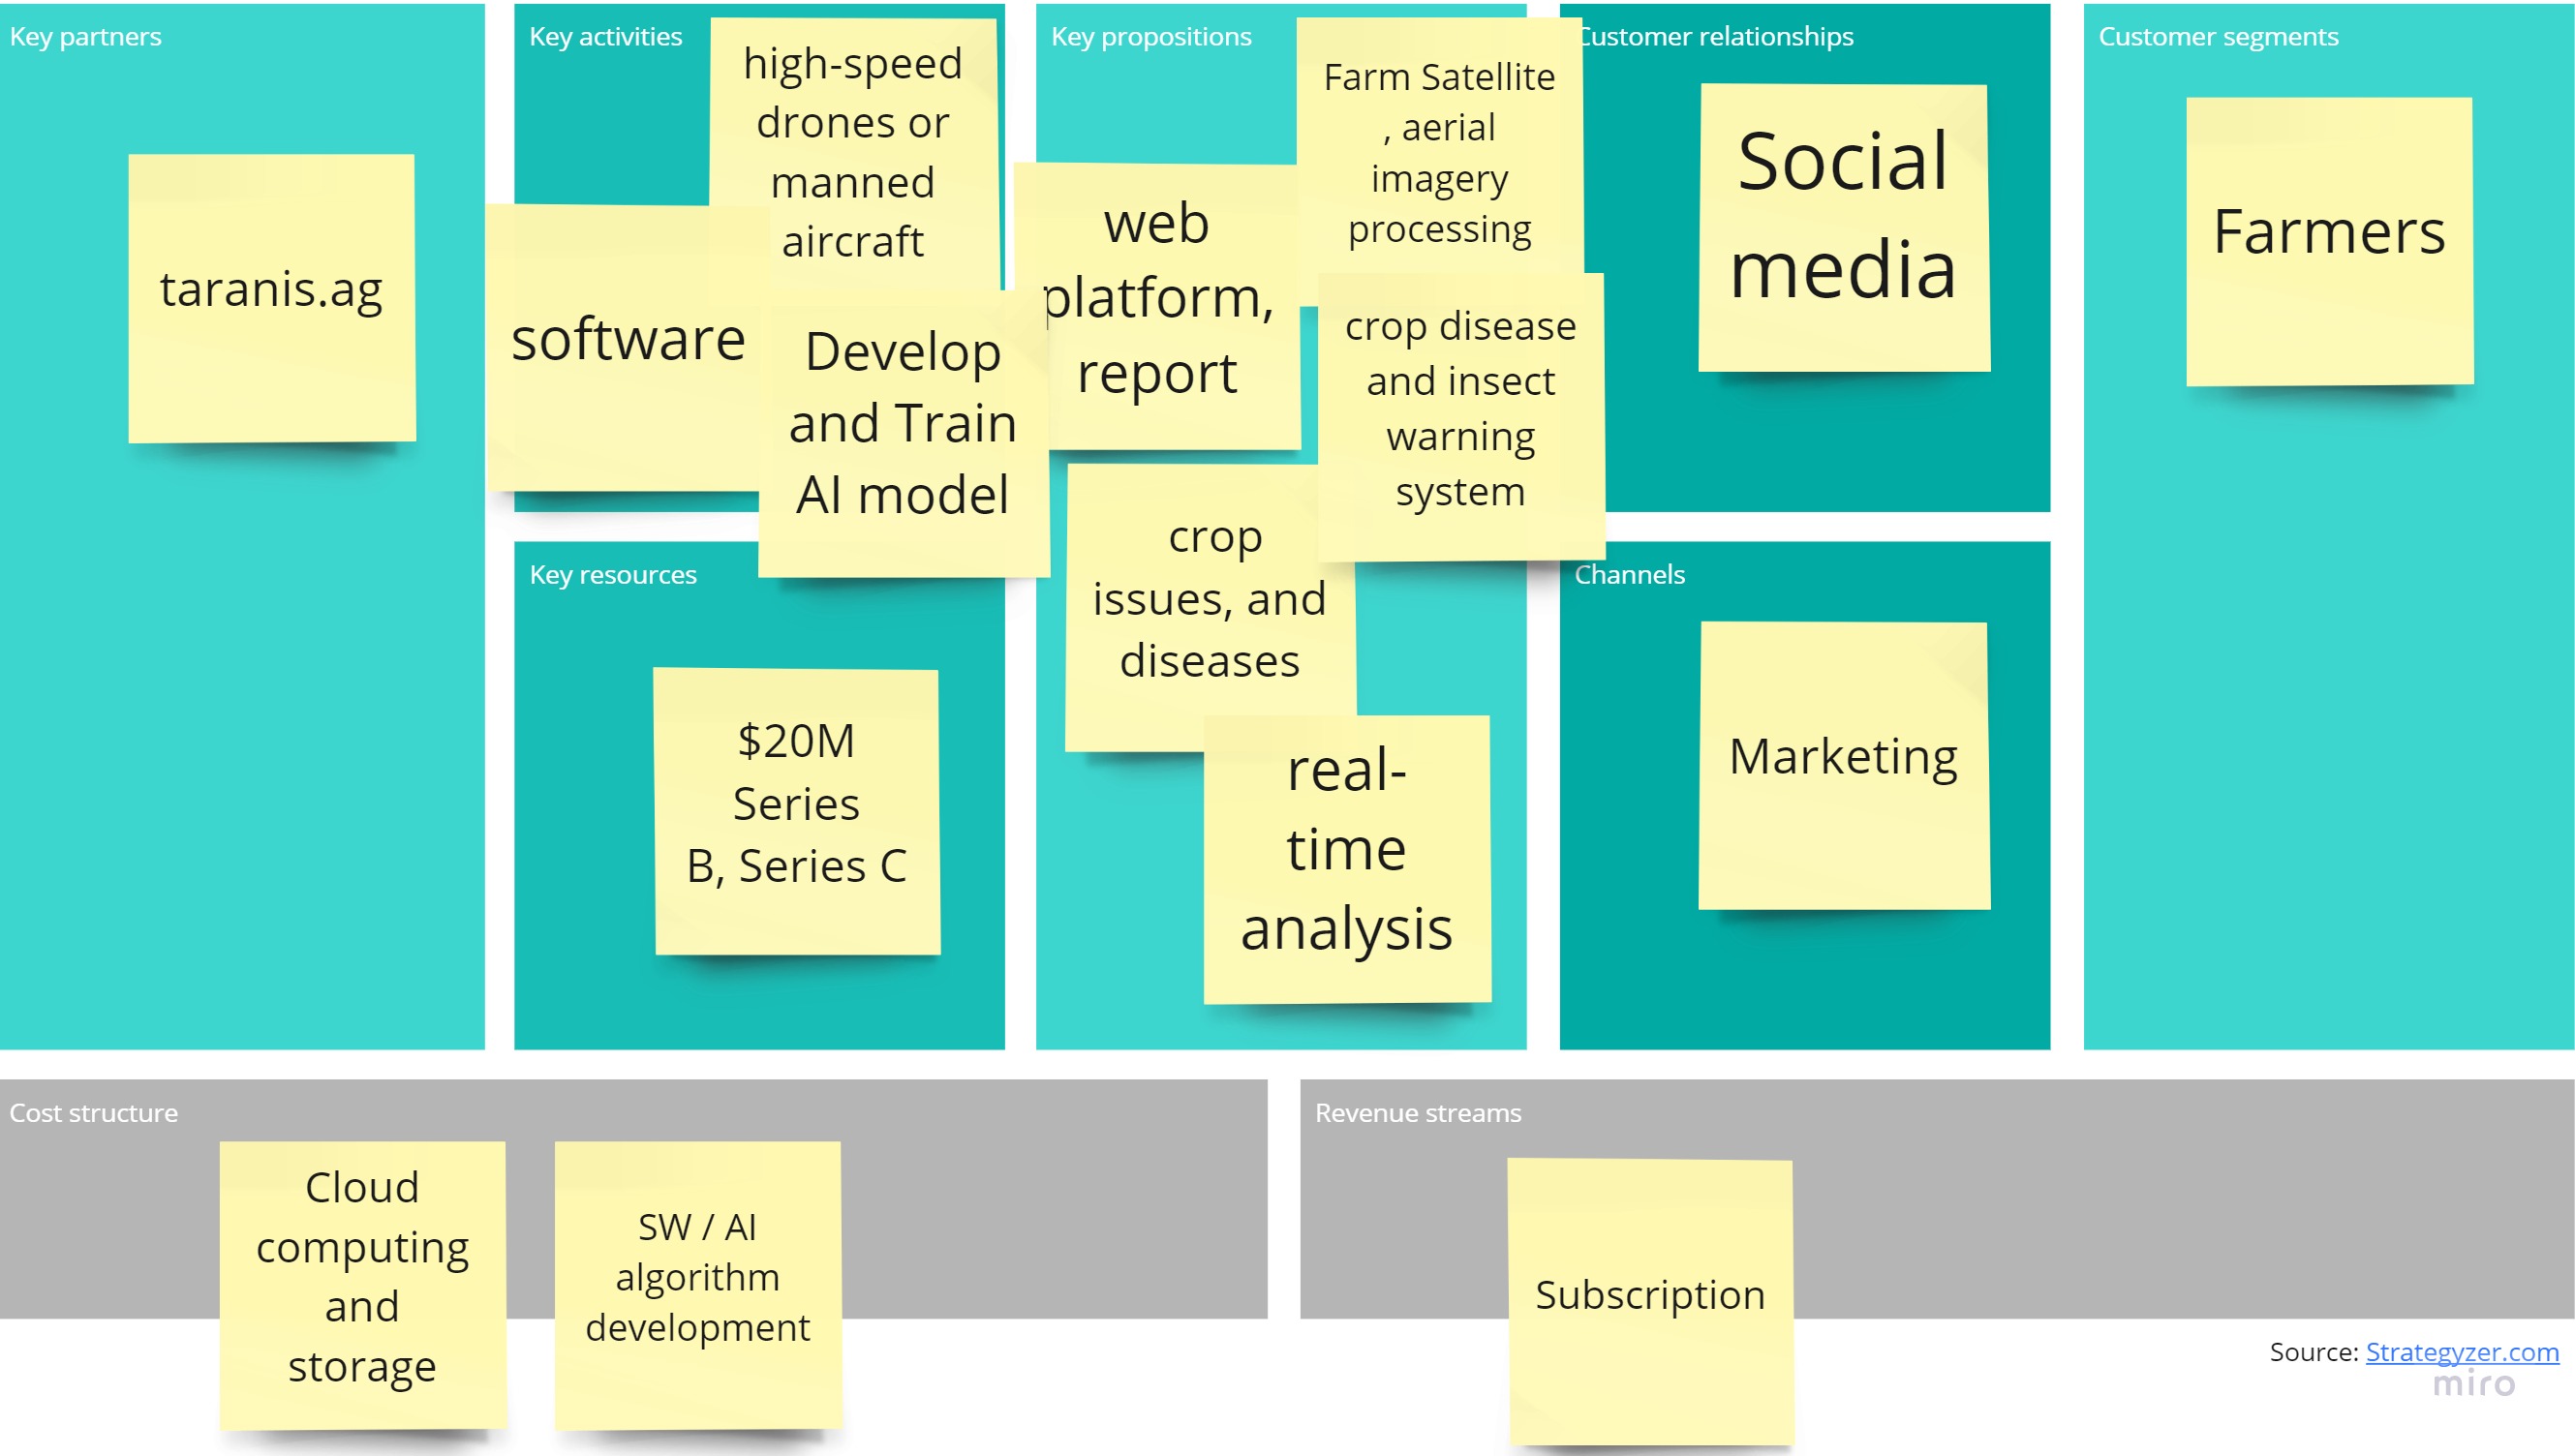 Key partners
taranis.ag
Key activities
high-speed
drones or
manned
aircraft
software
Develop
and Train
AI model
Key resources
$20M
Series
B, Series C
Key propositions
Farm Satellite
, aerial
imagery
processing
web
platform,
report
crop disease
and insect
warning
system
crop
issues, and
diseases
real-
time
analysis
Customer relationships
Social
media
Channels
Marketing
Customer segments
Farmers
Cost structure
Cloud
computing
and
storage
SW / AI
algorithm
development
Revenue streams
Subscription
Source: Strategyzer.com
miro